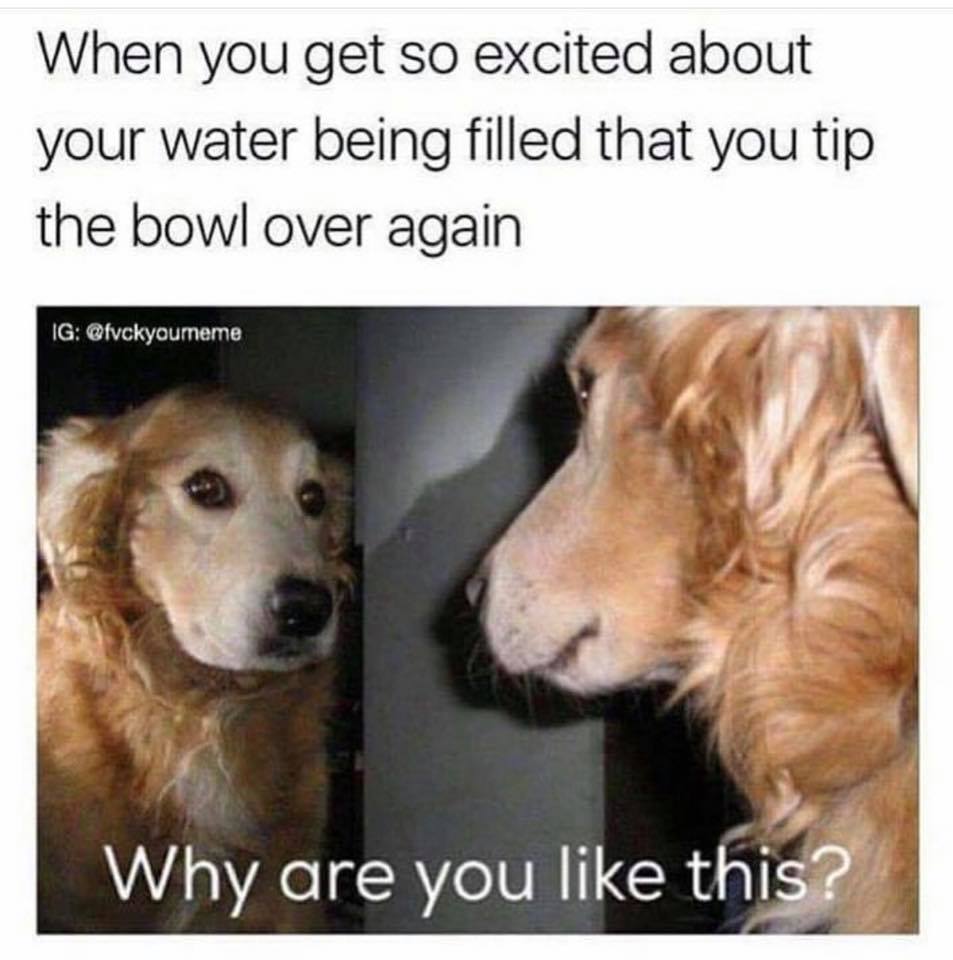 When you get so excited about
your water being filled that you tip
the bowl over again
IG: @fvckyoumeme
Why are you like this?